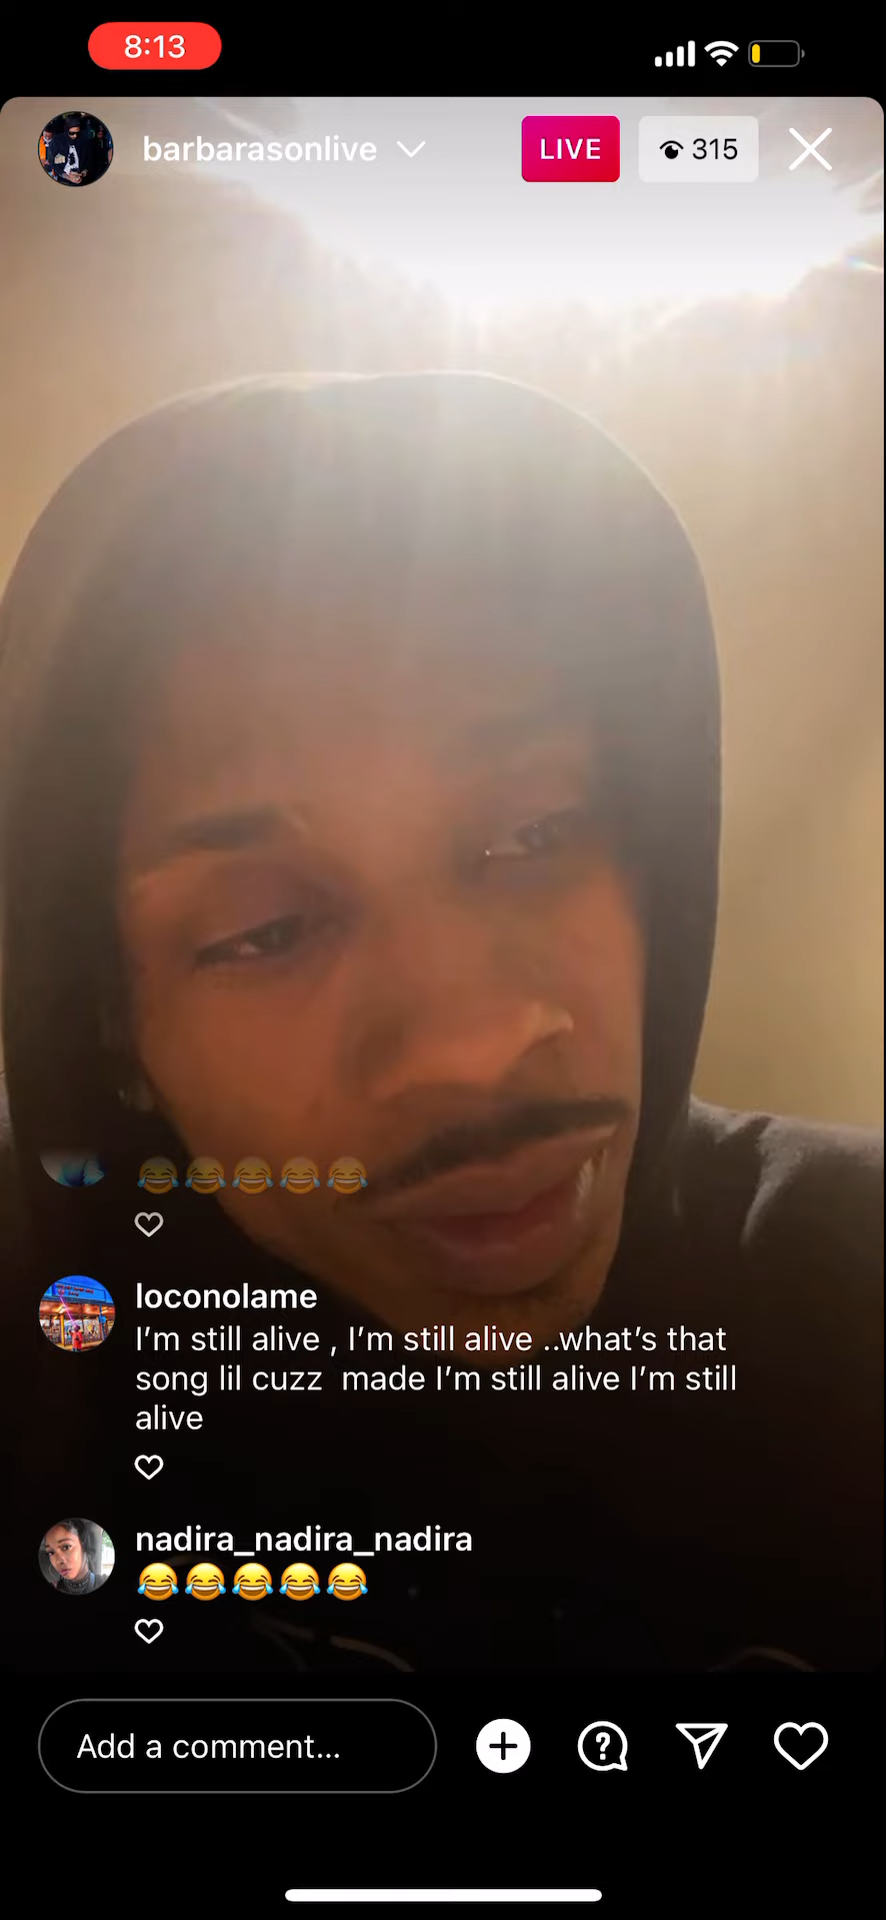 8:13
barbarasonlive
LIVE
315
😂😂😂😂😂
loconolame
I’m still alive , I’m still alive ..what’s that
song lil cuzz  made I’m still alive I’m still
alive
nadira_nadira_nadira
😂😂😂😂😂
Add a comment...